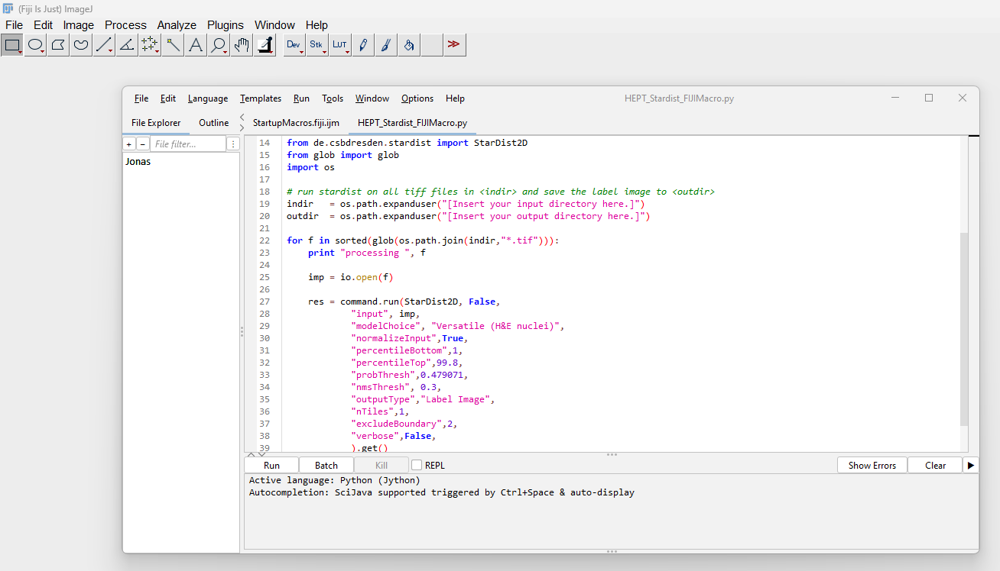 (Fiji Is Just) ImageJ
File Edit Image Process Analyze Plugins Window Help
Dev Stk LUT
File Edit Language Templates Run Tools Window Options Help HEPT_Stardist_FIJIMacro.py
File Explorer Outline StartupMacros.fiji.ijm HEPT_Stardist_FIJIMacro.py
+ - File filter...
Jonas
14 from de.csbdresden.stardist import StarDist2D
15 from glob import glob
16 import os
17
18 # run stardist on all tiff files in <indir> and save the label image to <outdir>
19 indir   = os.path.expanduser("[Insert your input directory here.]")
20 outdir  = os.path.expanduser("[Insert your output directory here.]")
21
22 for f in sorted(glob(os.path.join(indir,"*.tif"))):
23     print "processing ", f
24
25     imp = io.open(f)
26
27     res = command.run(StarDist2D, False,
28             "input", imp,
29             "modelChoice", "Versatile (H&E nuclei)",
30             "normalizeInput",True,
31             "percentileBottom",1,
32             "percentileTop",99.8,
33             "probThresh",0.479071,
34             "nmsThresh", 0.3,
35             "outputType","Label Image",
36             "nTiles",1,
37             "excludeBoundary",2,
38             "verbose",False,
39             ).get()
Run Batch Kill REPL Show Errors Clear
Active language: Python (Jython)
Autocompletion: SciJava supported triggered by Ctrl+Space & auto-display